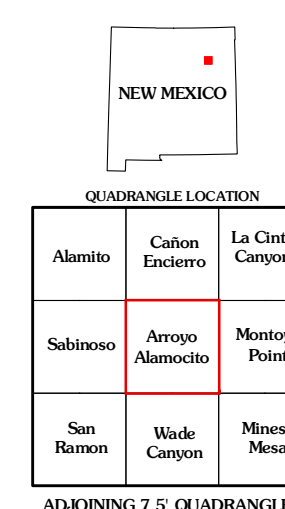 NEW MEXICO
QUADRANGLE LOCATION
Alamito
Cañon
Encierro
La Cint
Canyon
Sabinoso
Arroyo
Alamocito
Montoy
Point
San
Ramon
Wade
Canyon
Mines
Mesa
ADJOINING 7.5' QUADRANGLE